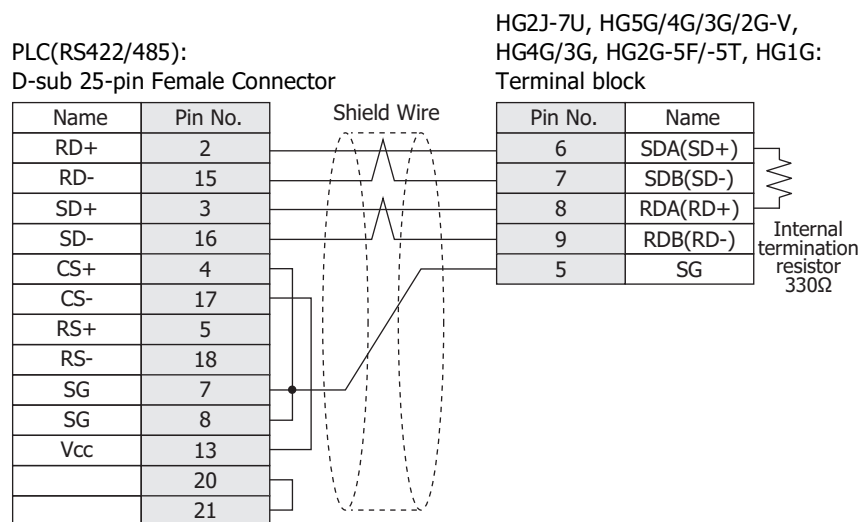 PLC(RS422/485):
D-sub 25-pin Female Connector
HG2J-7U, HG5G/4G/3G/2G-V,
HG4G/3G, HG2G-5F/-5T, HG1G:
Terminal block
Name Pin No. Shield Wire Pin No. Name
RD+ 2 6 SDA(SD+)
RD- 15 7 SDB(SD-)
SD+ 3 8 RDA(RD+)
SD- 16 9 RDB(RD-)
CS+ 4 5 SG
Internal
termination
resistor
330Ω
CS- 17
RS+ 5
RS- 18
SG 7
SG 8
Vcc 13
20
21